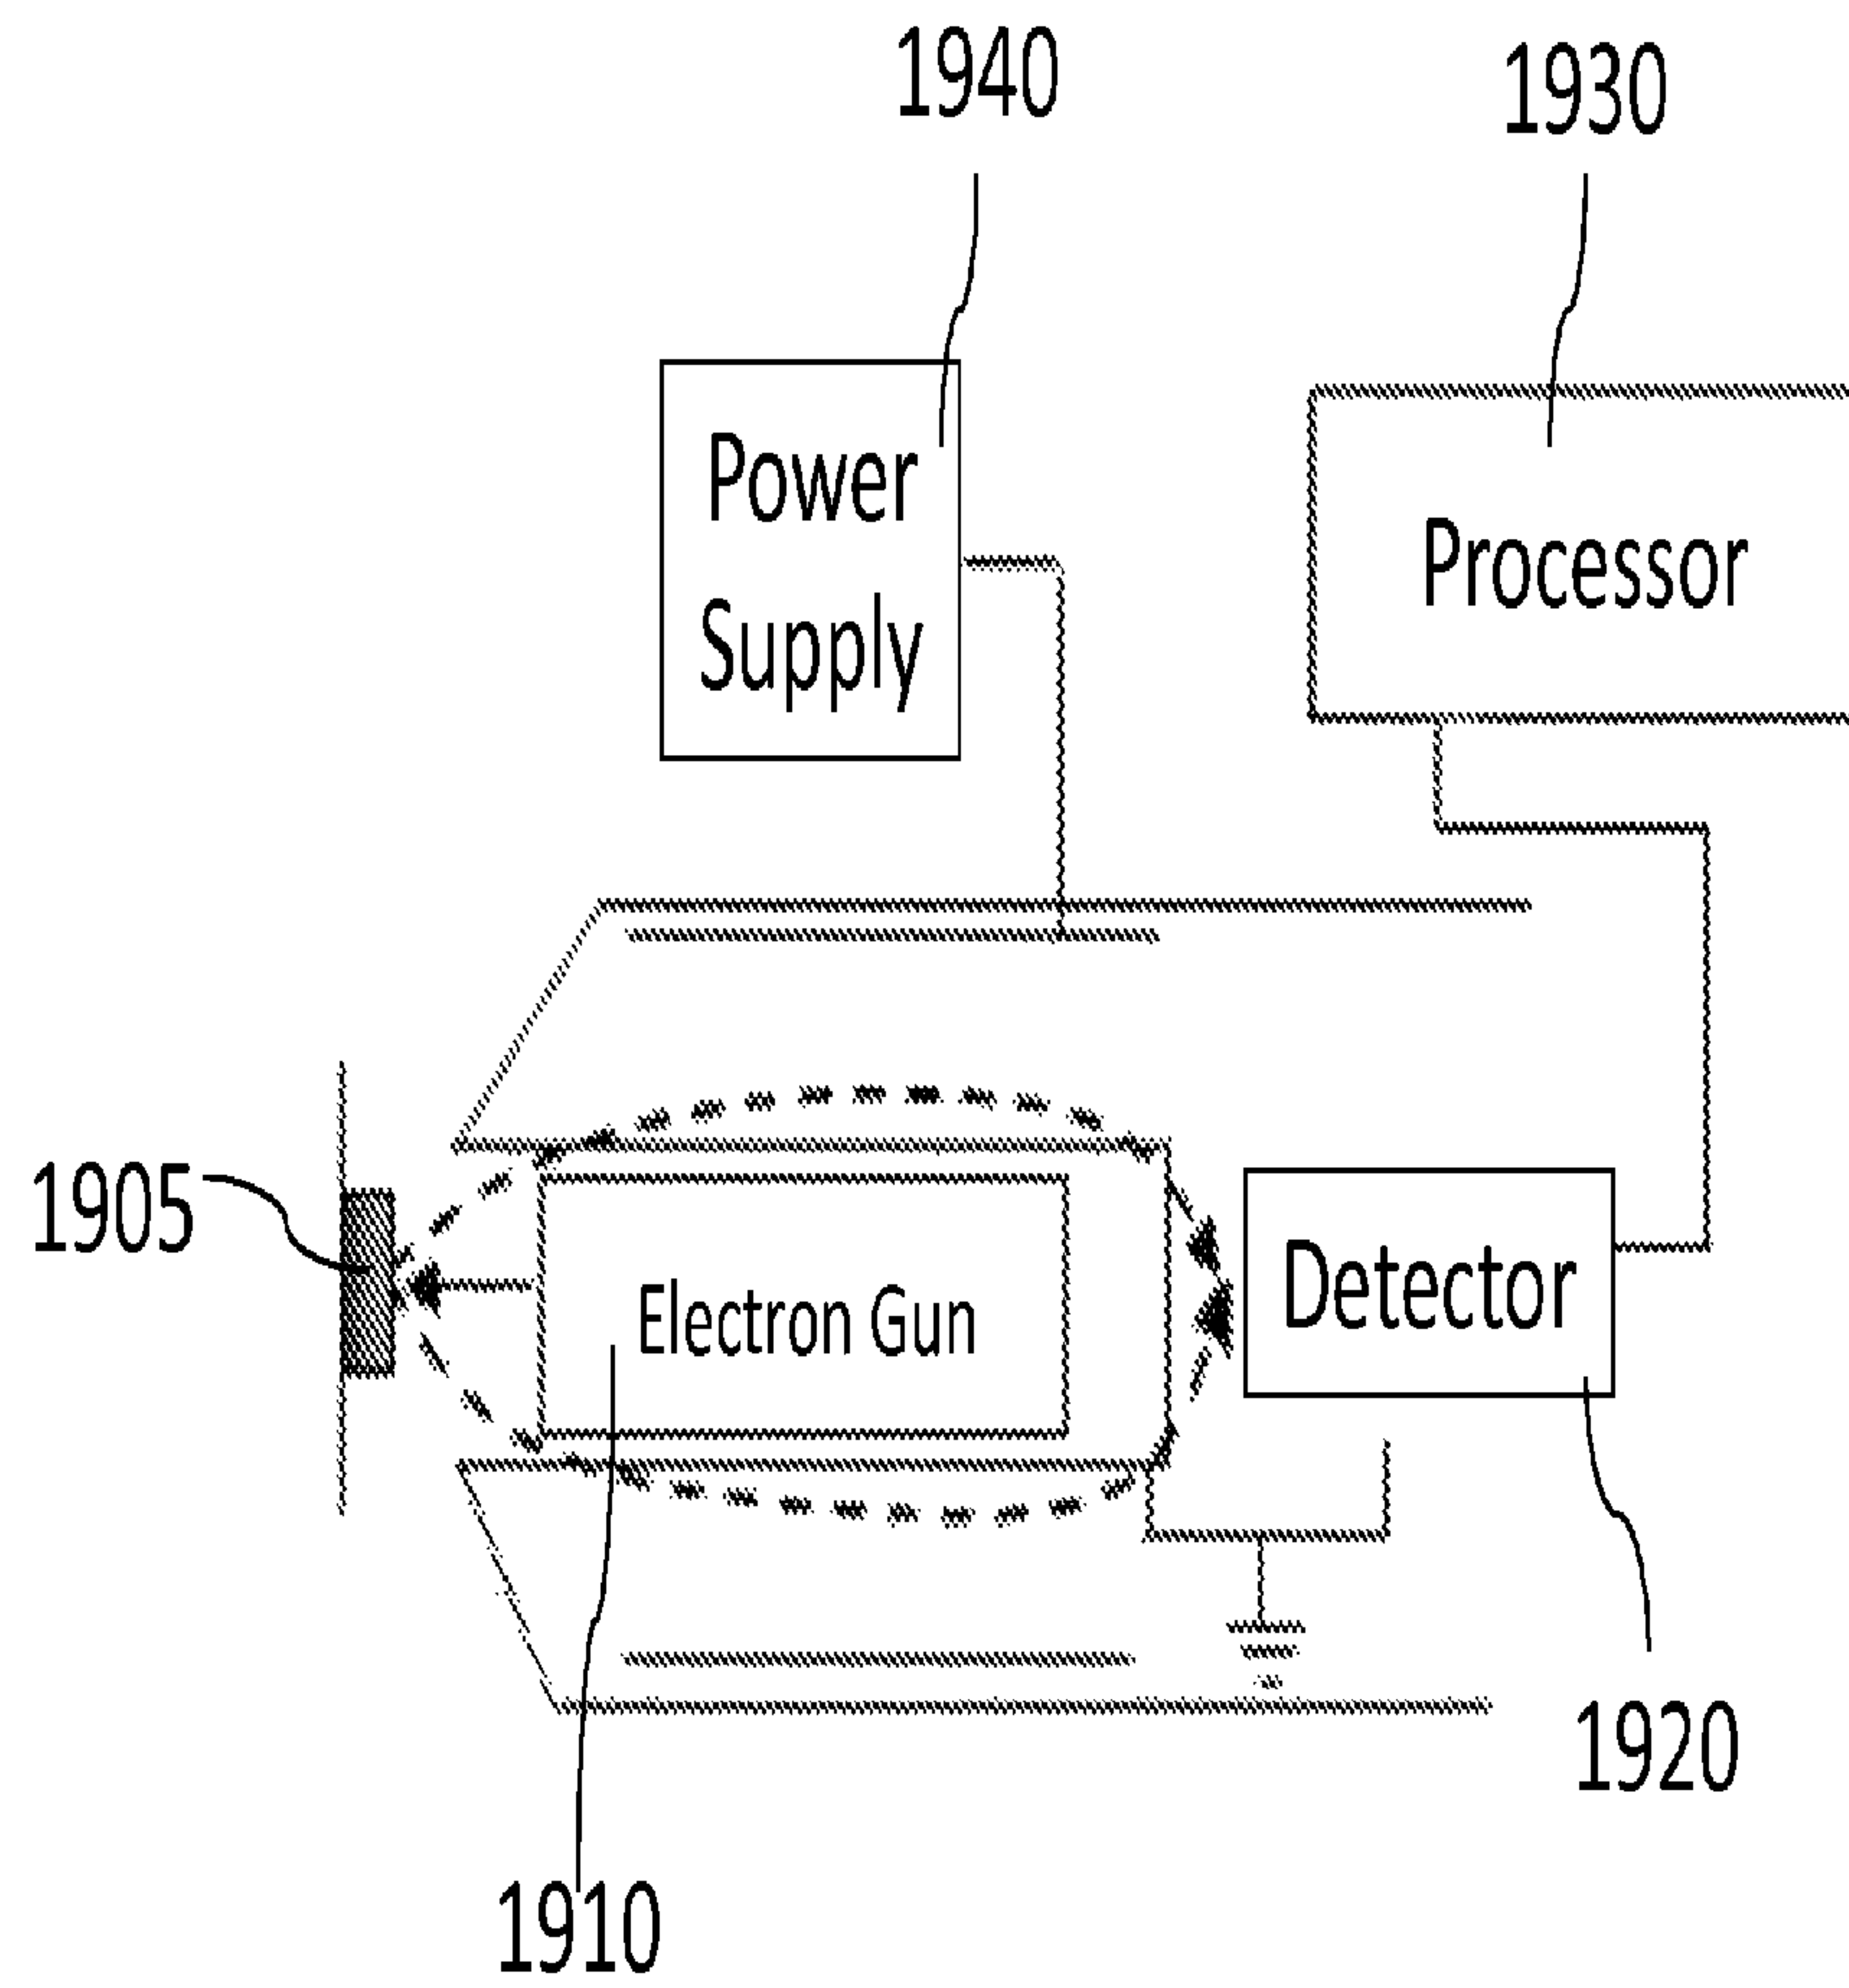 1940
1930
Power
Supply
Processor
1905
Electron Gun
Detector
1920
1910